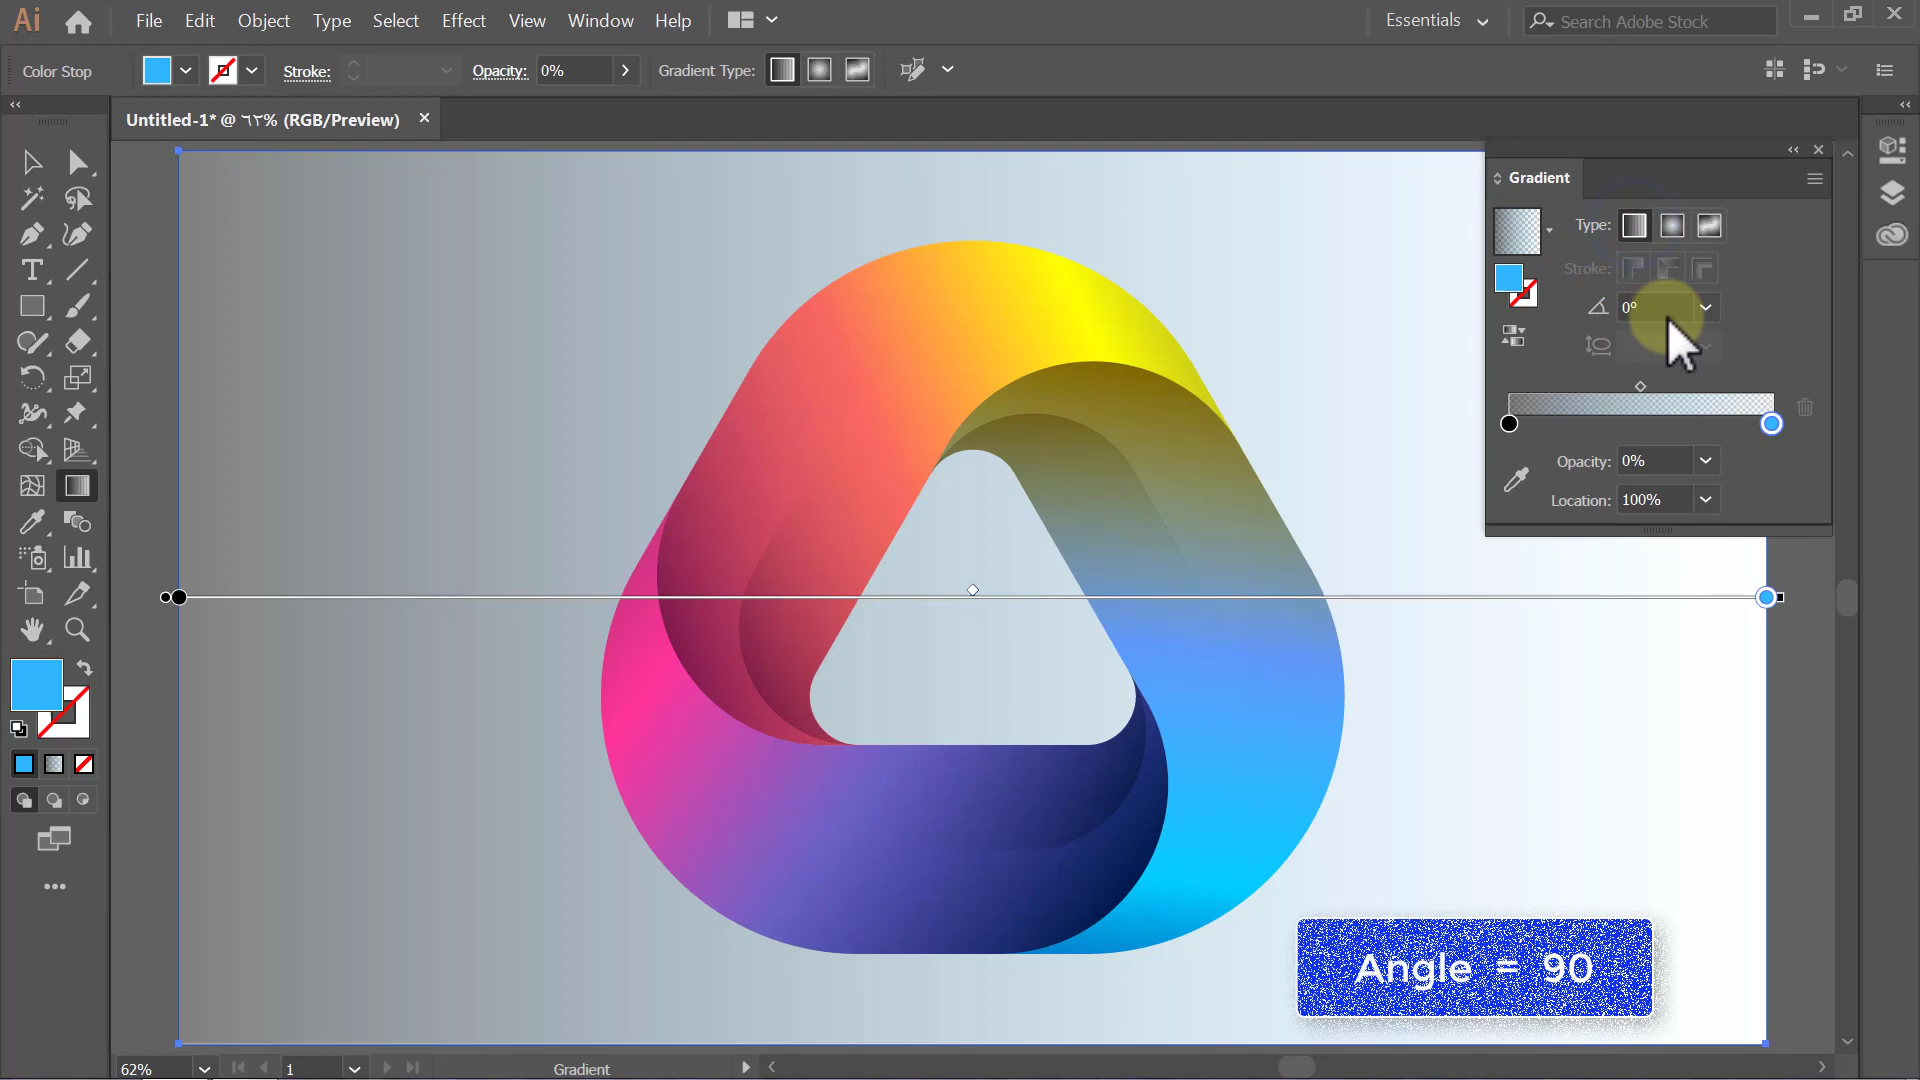 Ai File Edit Object Type Select Effect View Window Help Essentials Search Adobe Stock
Color Stop Stroke: Opacity: 0% Gradient Type:
Untitled-1* @ ٦٢% (RGB/Preview)
Gradient
Type:
Stroke:
0°
Opacity: 0%
Location: 100%
Angle = 90
62% 1 Gradient